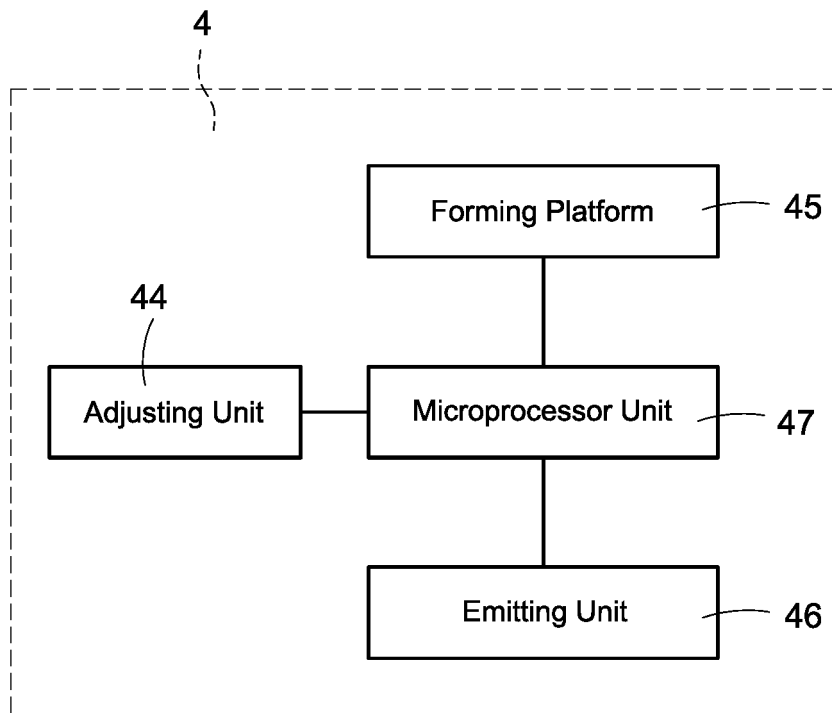 4
Forming Platform
45
44
Adjusting Unit
Microprocessor Unit
47
Emitting Unit
46